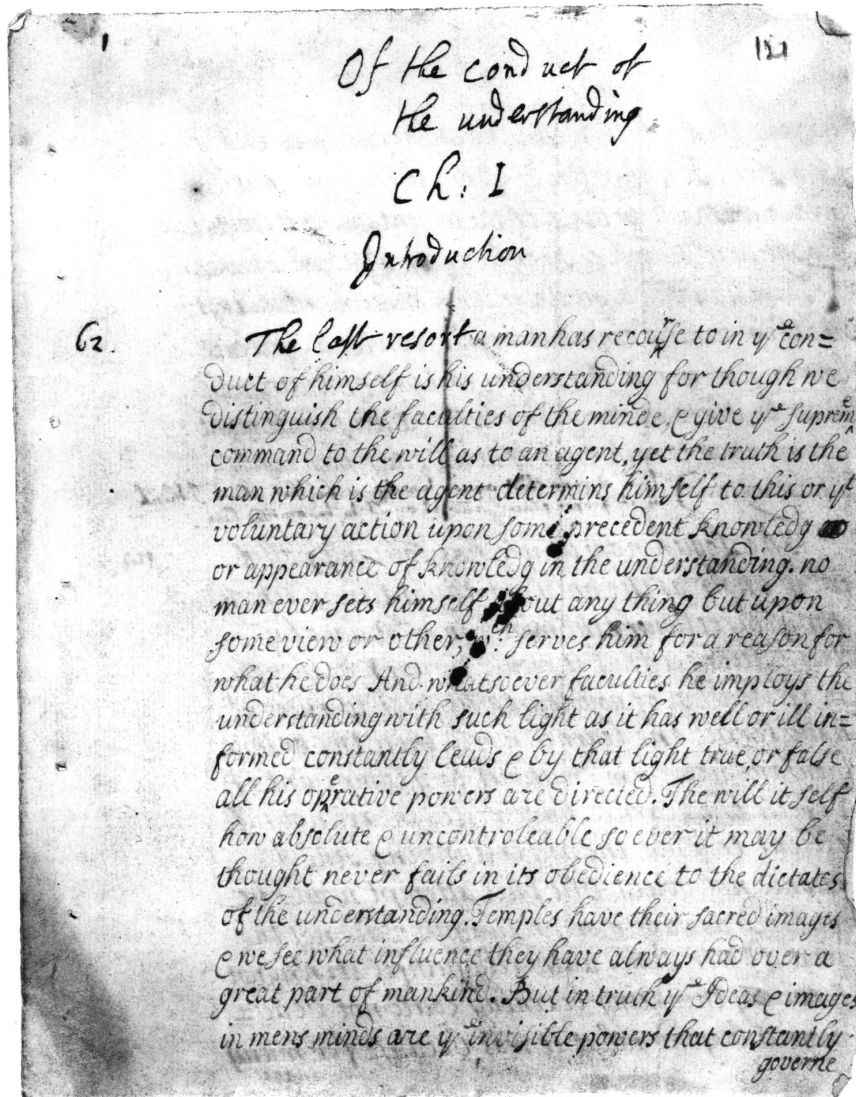 1
121
Of the conduct of
the understanding
Ch: I
Introduction
62.
The last resort a man has recourse to in yͤ con=
duct of himself is his understanding for though we
distinguish the faculties of the minde & give yͤ supreme
command to the will as to an agent, yet the truth is the
man which is the agent determins himself to this or yͭ
voluntary action upon some precedent knowledg
or appearance of knowledg in the understanding. no
man ever sets himself about any thing but upon
some view or other, wᶜʰ serves him for a reason for
what he does And whatsoever faculties he imploys the
understanding with such light as it has well or ill in=
formed constantly leads & by that light true, or false
all his operative powers are directed. The will it self
how absolute & uncontroleable so ever it may be
thought never fails in its obedience to the dictates
of the understanding. Temples have their sacred images
& we see what influence they have always had over a
great part of mankind. But in truth yͤ Ideas & images
in mens minds are yͤ invisible powers that constantly
governe